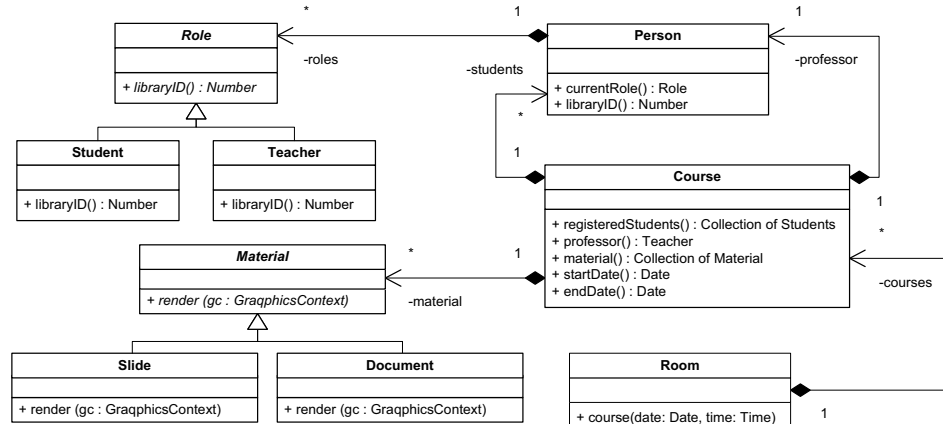 *
1
Role
Person
1
-roles
-students
-professor
+ libraryID() : Number
+ currentRole() : Role
+ libraryID() : Number
*
Student
Teacher
1
1
Course
+ libraryID() : Number
+ libraryID() : Number
1
+ registeredStudents() : Collection of Students
+ professor() : Teacher
+ material() : Collection of Material
+ startDate() : Date
+ endDate() : Date
*
Material
*
1
+ render (gc : GraqphicsContext)
-material
-courses
Slide
Document
Room
+ render (gc : GraqphicsContext)
+ render (gc : GraqphicsContext)
+ course(date: Date, time: Time)
1